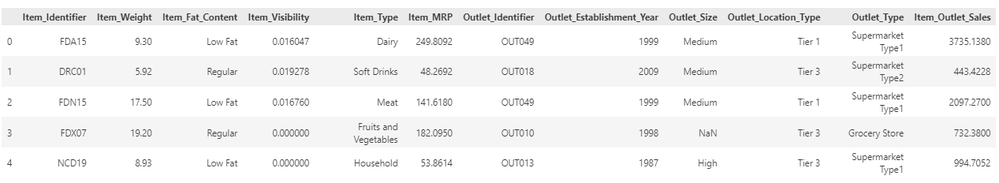 Item_Identifier Item_Weight Item_Fat_Content Item_Visibility Item_Type Item_MRP Outlet_Identifier Outlet_Establishment_Year Outlet_Size Outlet_Location_Type Outlet_Type Item_Outlet_Sales
0 FDA15 9.30 Low Fat 0.016047 Dairy 249.8092 OUT049 1999 Medium Tier 1 Supermarket Type1 3735.1380
1 DRC01 5.92 Regular 0.019278 Soft Drinks 48.2692 OUT018 2009 Medium Tier 3 Supermarket Type2 443.4228
2 FDN15 17.50 Low Fat 0.016760 Meat 141.6180 OUT049 1999 Medium Tier 1 Supermarket Type1 2097.2700
3 FDX07 19.20 Regular 0.000000 Fruits and Vegetables 182.0950 OUT010 1998 NaN Tier 3 Grocery Store 732.3800
4 NCD19 8.93 Low Fat 0.000000 Household 53.8614 OUT013 1987 High Tier 3 Supermarket Type1 994.7052